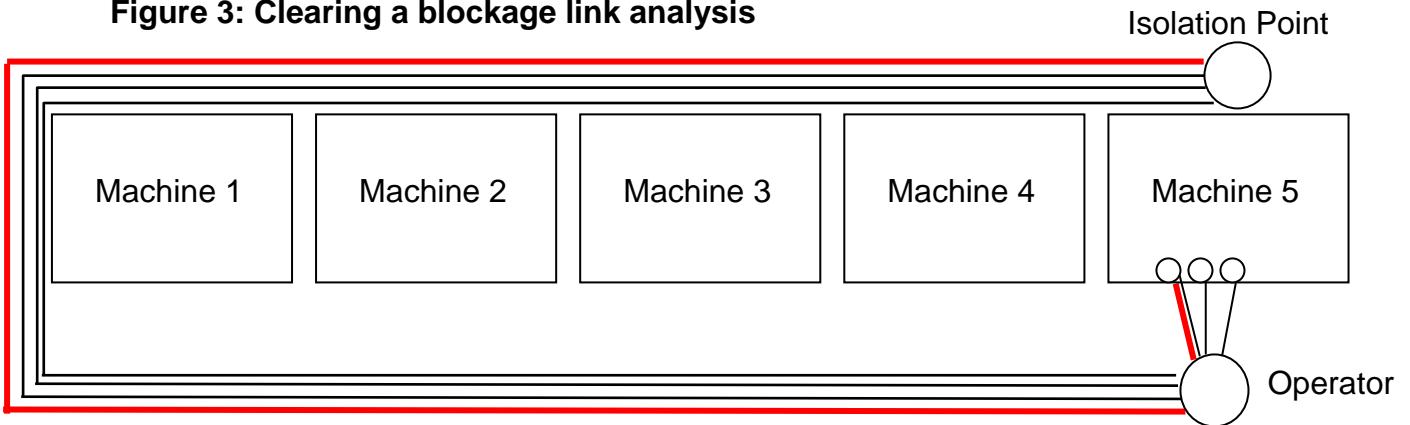 Figure 3: Clearing a blockage link analysis
Isolation Point
Machine 1
Machine 2
Machine 3
Machine 4
Machine 5
Operator